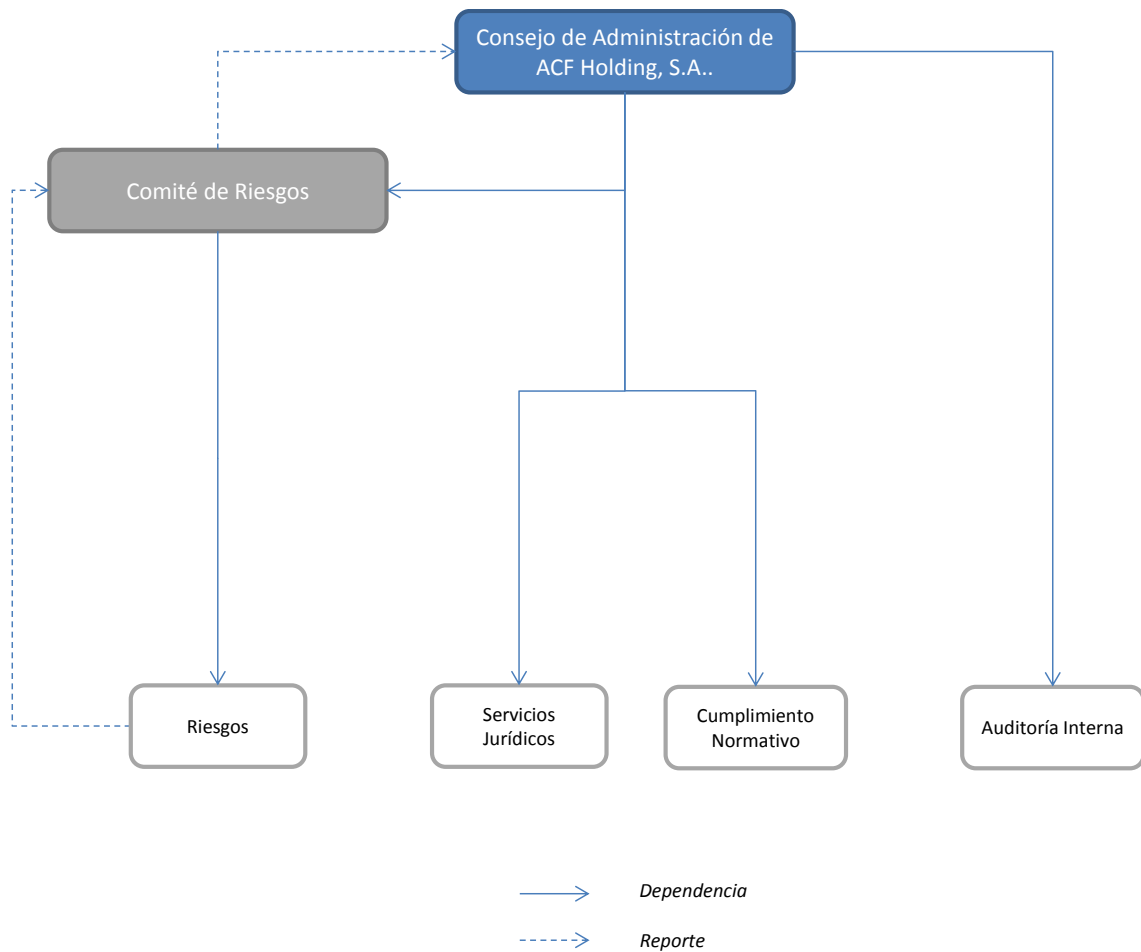 Consejo de Administración de
ACF Holding, S.A..
Comité de Riesgos
Riesgos
Servicios
Jurídicos
Cumplimiento
Normativo
Auditoría Interna
Dependencia
Reporte